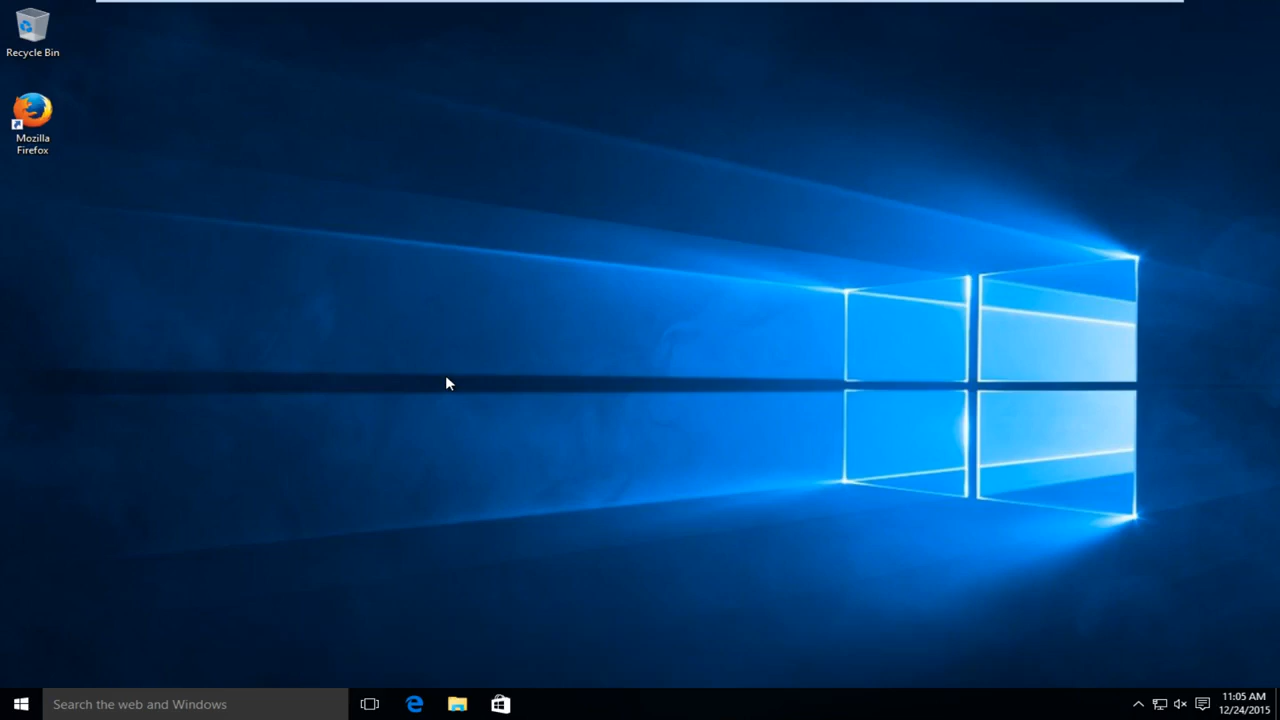 Recycle Bin
Mozilla
Firefox
Search the web and Windows
11:05 AM
12/24/2015